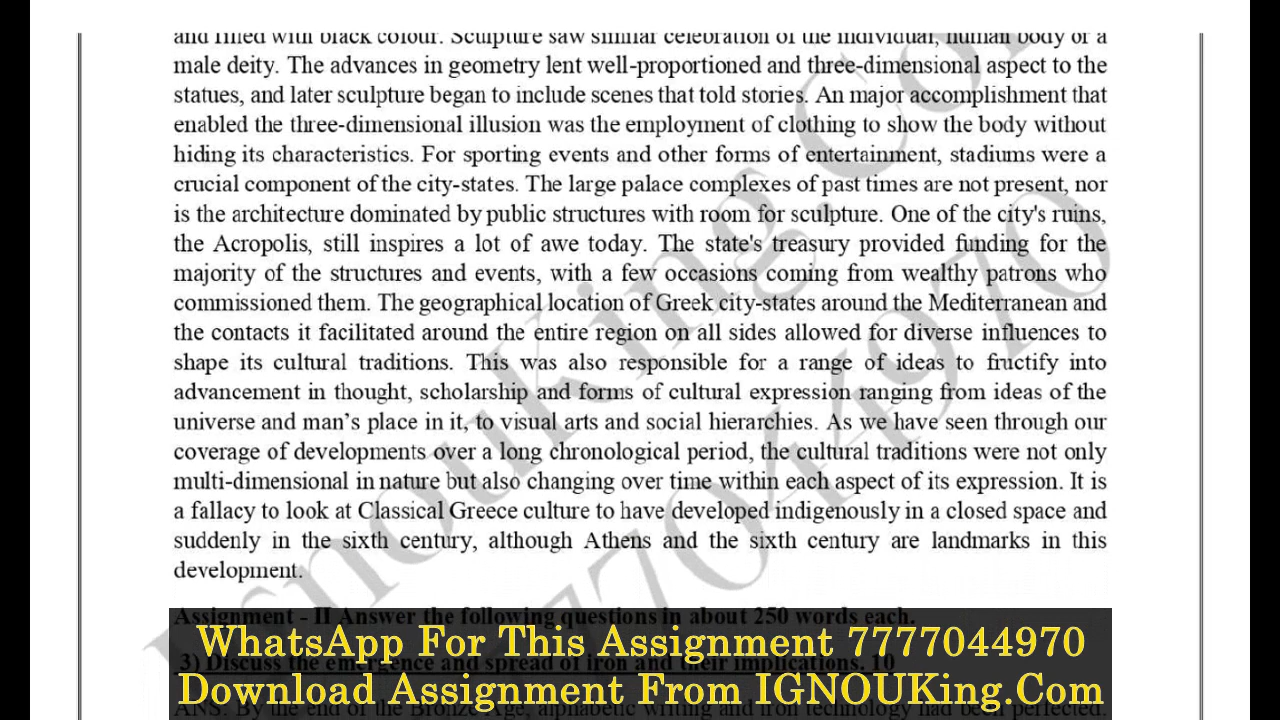 and filled with black colour. Sculpture saw similar celebration of the individual, human body or a
male deity. The advances in geometry lent well-proportioned and three-dimensional aspect to the
statues, and later sculpture began to include scenes that told stories. An major accomplishment that
enabled the three-dimensional illusion was the employment of clothing to show the body without
hiding its characteristics. For sporting events and other forms of entertainment, stadiums were a
crucial component of the city-states. The large palace complexes of past times are not present, nor
is the architecture dominated by public structures with room for sculpture. One of the city's ruins,
the Acropolis, still inspires a lot of awe today. The state's treasury provided funding for the
majority of the structures and events, with a few occasions coming from wealthy patrons who
commissioned them. The geographical location of Greek city-states around the Mediterranean and
the contacts it facilitated around the entire region on all sides allowed for diverse influences to
shape its cultural traditions. This was also responsible for a range of ideas to fructify into
advancement in thought, scholarship and forms of cultural expression ranging from ideas of the
universe and man's place in it, to visual arts and social hierarchies. As we have seen through our
coverage of developments over a long chronological period, the cultural traditions were not only
multi-dimensional in nature but also changing over time within each aspect of its expression. It is
a fallacy to look at Classical Greece culture to have developed indigenously in a closed space and
suddenly in the sixth century, although Athens and the sixth century are landmarks in this
development.
Assignment - II Answer the following questions in about 250 words each.
WhatsApp For This Assignment 7777044970
3) Discuss the emergence and spread of iron and their implications. 10
Download Assignment From IGNOUKing.Com
ANS. By the end of the Bronze Age, alphabetic writing and iron technology had been perfected.